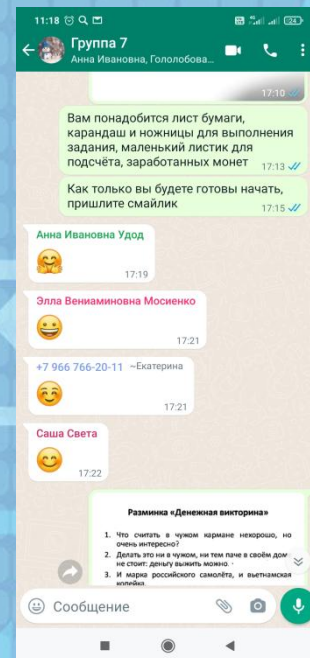 11:18
24
Группа 7
Анна Ивановна, Гололобова...
17:10
Вам понадобится лист бумаги,
карандаш и ножницы для выполнения
задания, маленький листик для
подсчёта, заработанных монет
17:13
Как только вы будете готовы начать,
пришлите смайлик
17:15
Анна Ивановна Удод
17:19
Элла Вениаминовна Мосиенко
17:21
+7 966 766-20-11 ~Екатерина
17:21
Саша Света
17:22
Разминка «Денежная викторина»
1. Что считать в чужом кармане нехорошо, но
очень интересно?
2. Делать это ни в чужом, ни тем паче в своём дом
не стоит: деньгу выжить можно.
3. И марка российского самолёта, и вьетнамская
копейка.
Сообщение